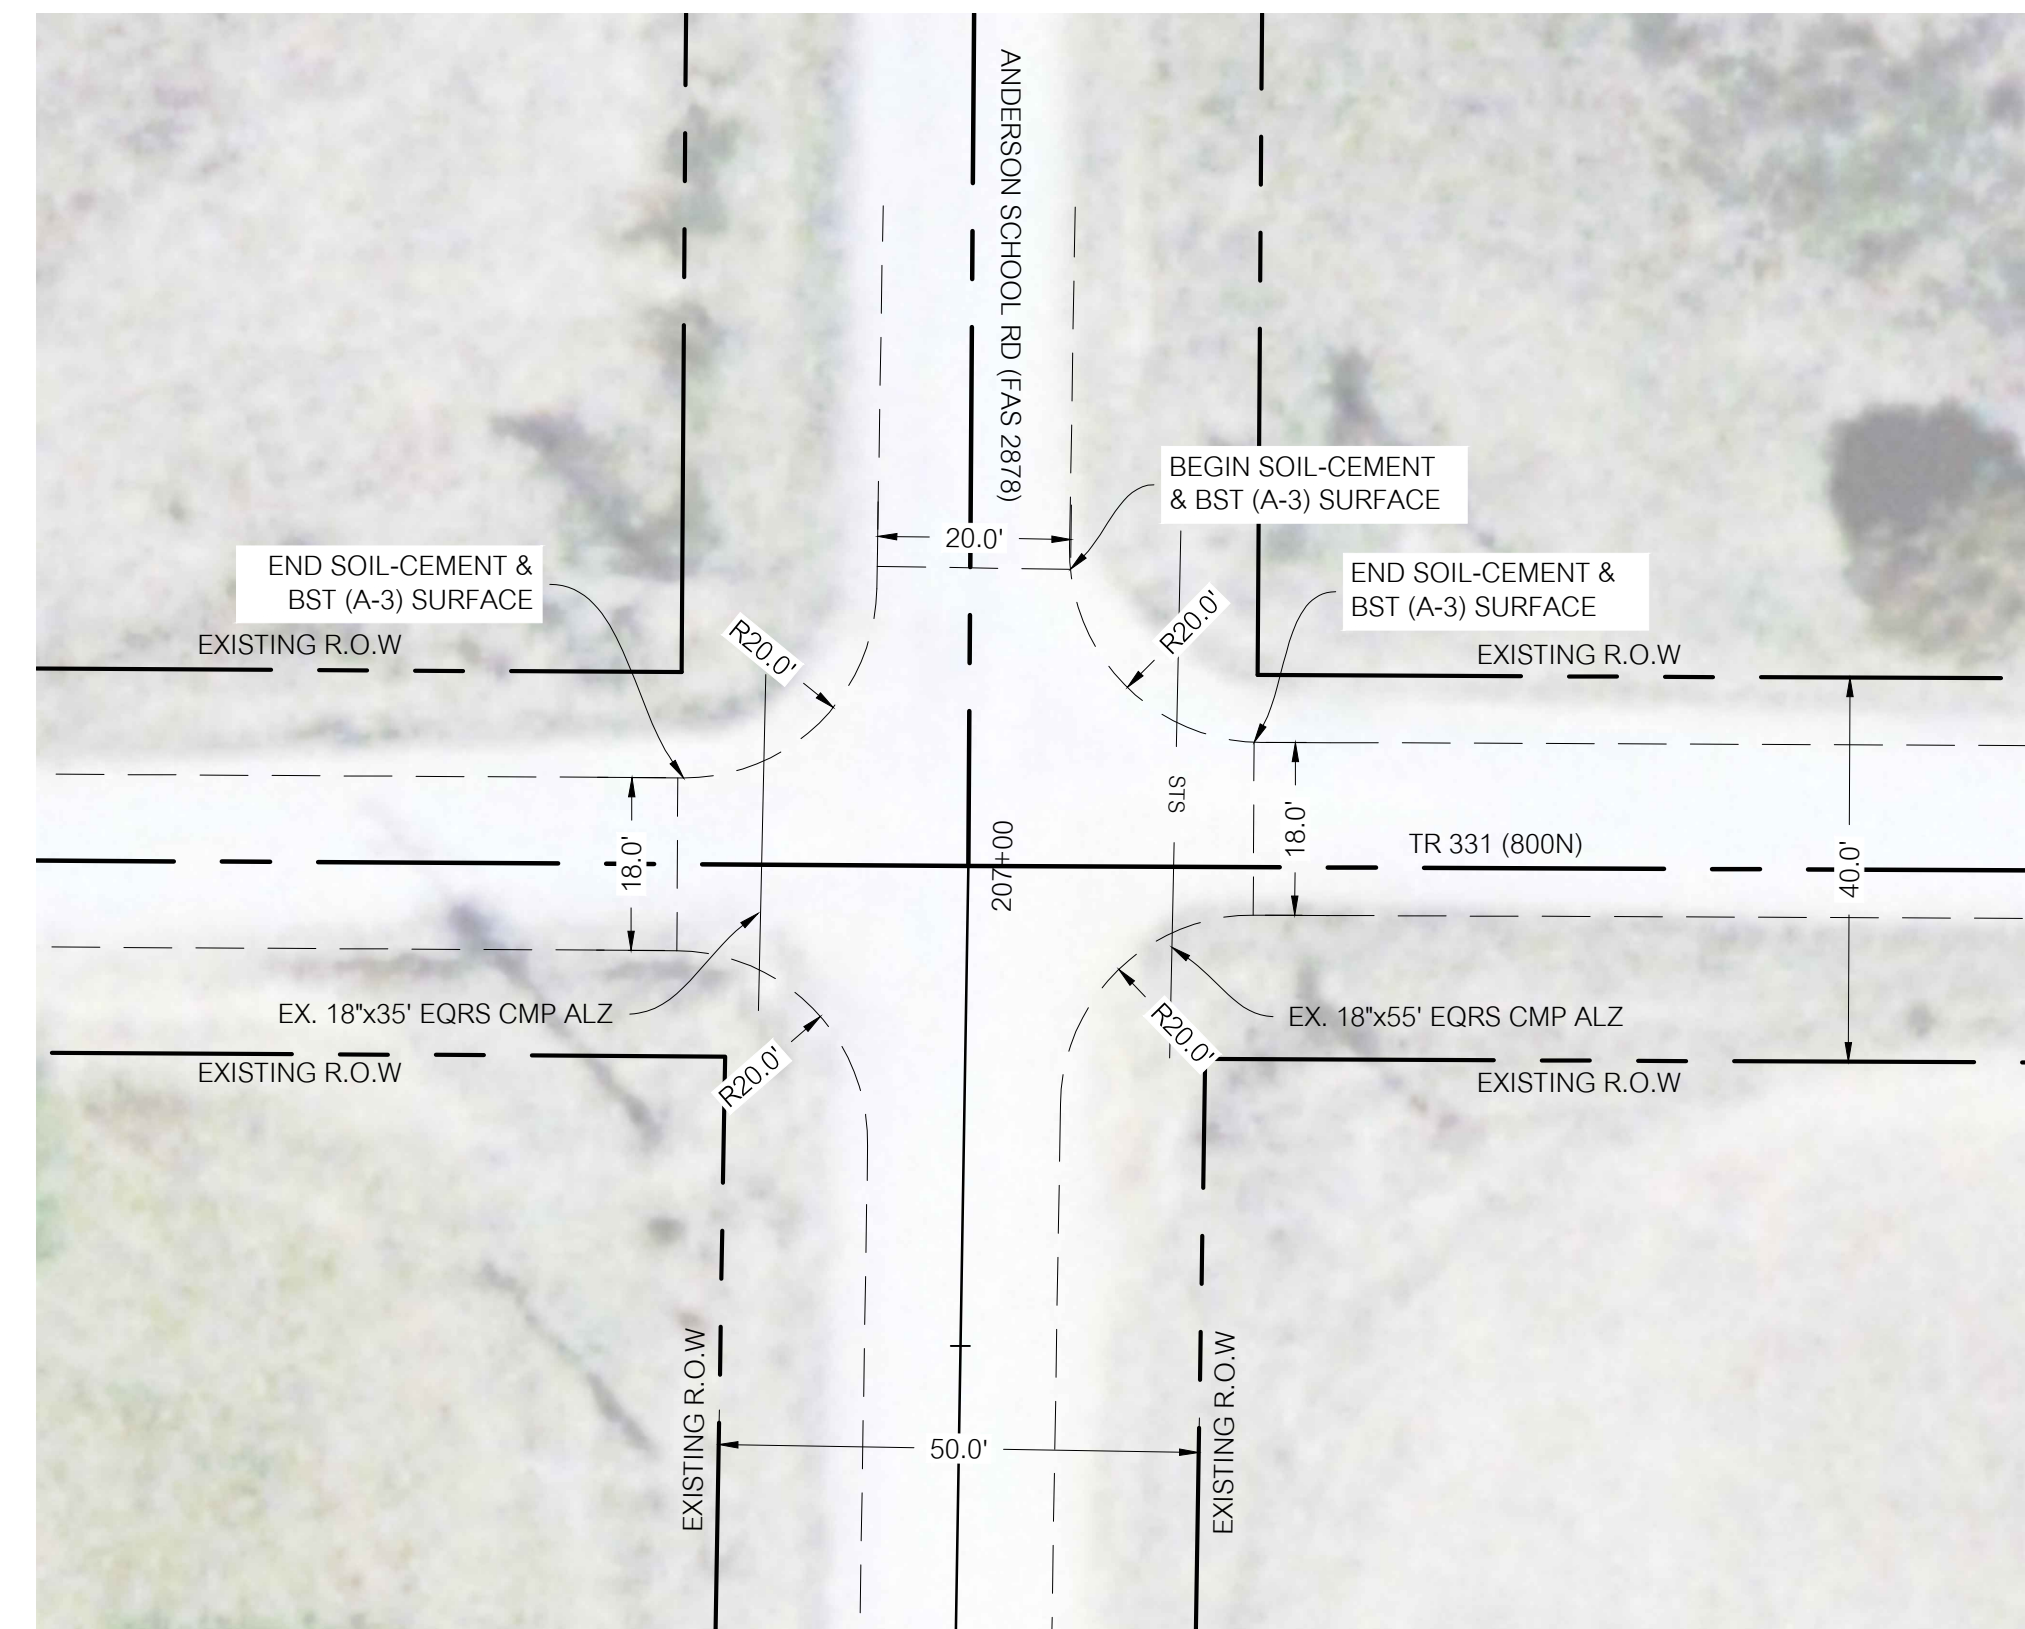 ANDERSON SCHOOL RD (FAS 2878)
BEGIN SOIL-CEMENT
& BST (A-3) SURFACE
20.0'
END SOIL-CEMENT &
BST (A-3) SURFACE
END SOIL-CEMENT &
BST (A-3) SURFACE
EXISTING R.O.W
R20.0'
R20.0'
EXISTING R.O.W
STS
18.0'
18.0'
207+00
TR 331 (800N)
40.0'
EX. 18"x35' EQRS CMP ALZ
EX. 18"x55' EQRS CMP ALZ
EXISTING R.O.W
R20.0'
R20.0'
EXISTING R.O.W
EXISTING R.O.W
50.0'
EXISTING R.O.W